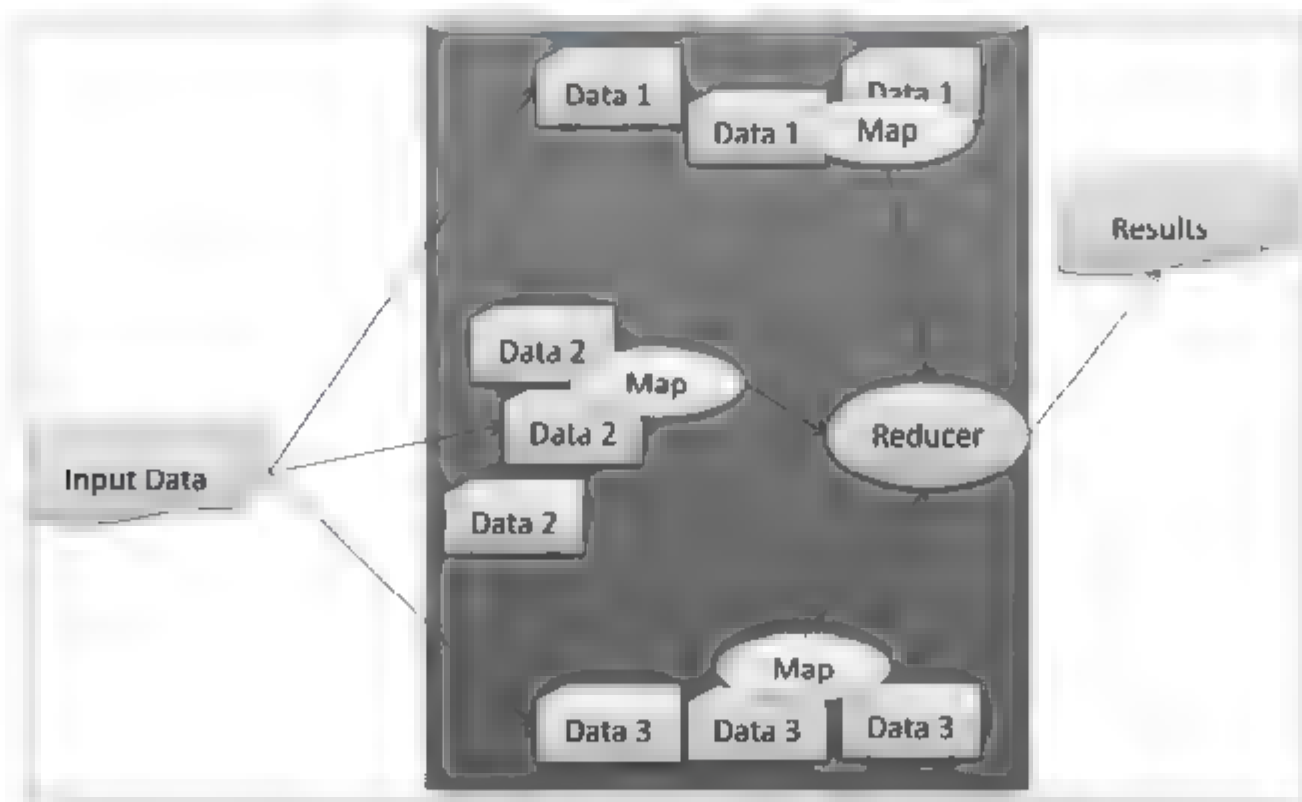 Data 1
Data 1
Data 1
Map
Results
Data 2
Map
Data 2
Reducer
Input Data
Data 2
Map
Data 3
Data 3
Data 3